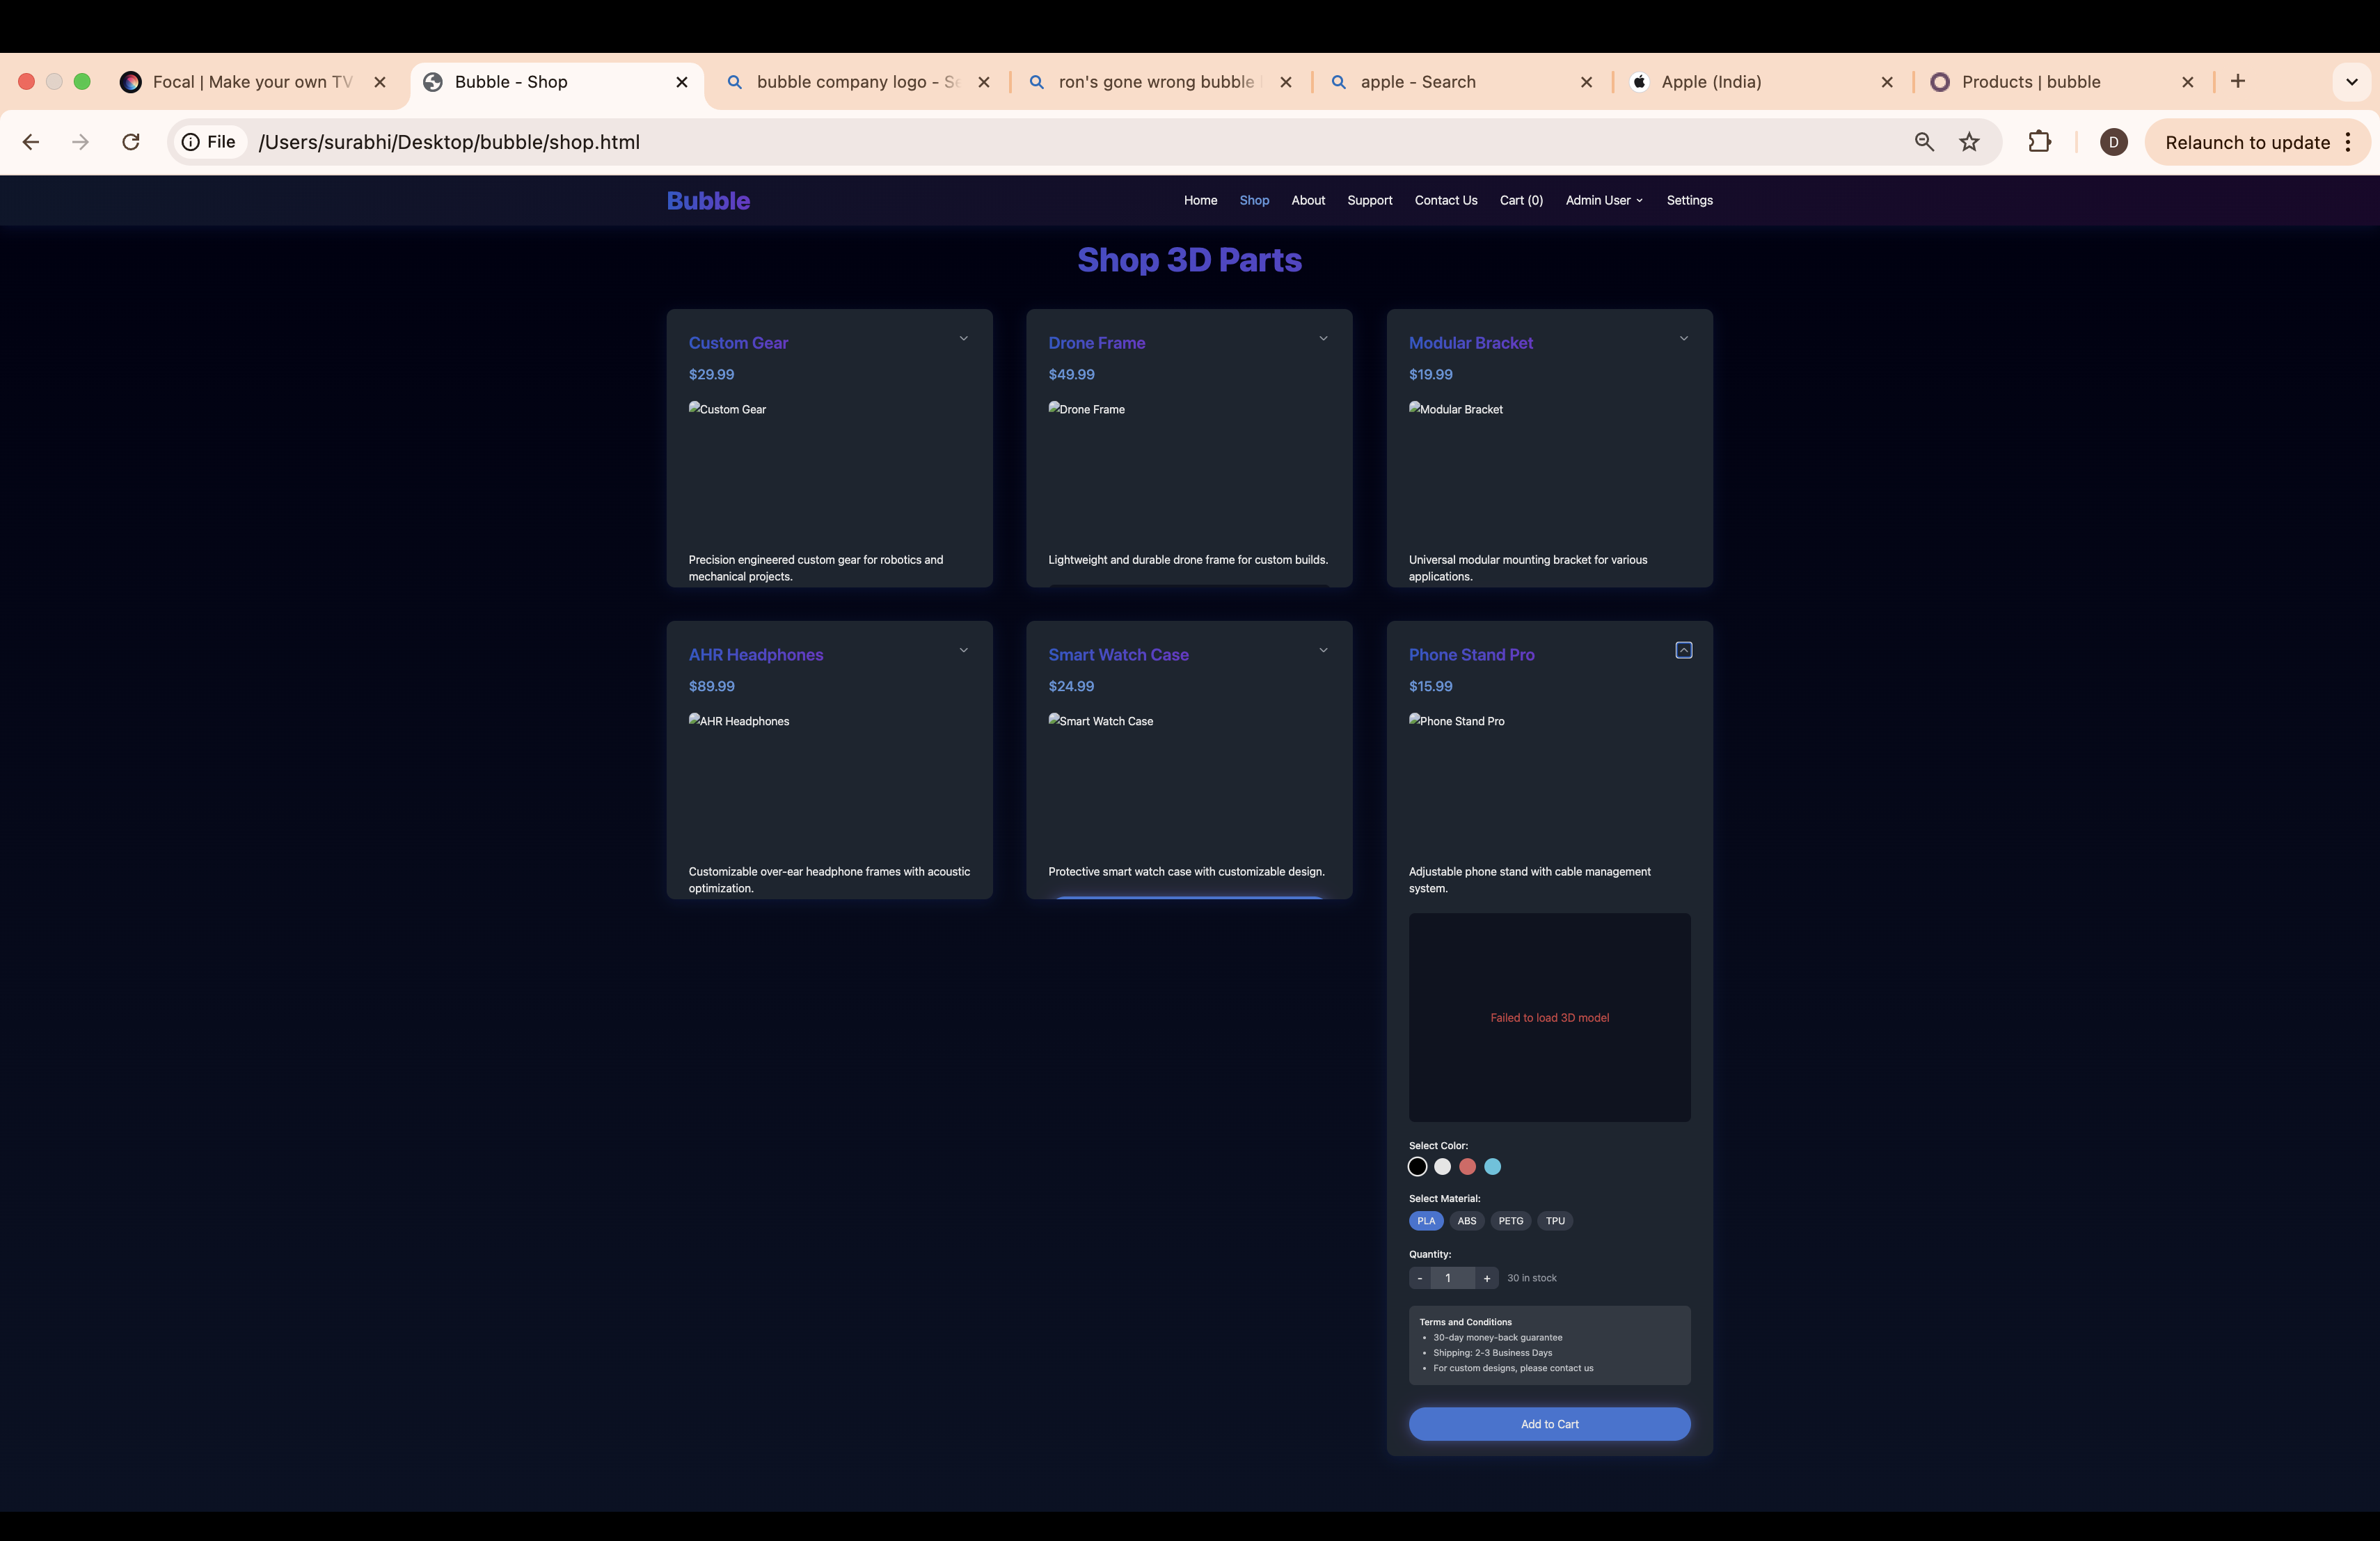 Focal | Make your own TV
Bubble - Shop
bubble company logo - Se
ron's gone wrong bubble
apple - Search
Apple (India)
Products | bubble
File
/Users/surabhi/Desktop/bubble/shop.html
D
Relaunch to update
Bubble
Home
Shop
About
Support
Contact Us
Cart (0)
Admin User
Settings
Shop 3D Parts
Custom Gear
$29.99
Custom Gear
Precision engineered custom gear for robotics and
mechanical projects.
Drone Frame
$49.99
Drone Frame
Lightweight and durable drone frame for custom builds.
Modular Bracket
$19.99
Modular Bracket
Universal modular mounting bracket for various
applications.
AHR Headphones
$89.99
AHR Headphones
Customizable over-ear headphone frames with acoustic
optimization.
Smart Watch Case
$24.99
Smart Watch Case
Protective smart watch case with customizable design.
Phone Stand Pro
$15.99
Phone Stand Pro
Adjustable phone stand with cable management
system.
Failed to load 3D model
Select Color:
Select Material:
PLA ABS PETG TPU
Quantity:
- 1 + 30 in stock
Terms and Conditions
• 30-day money-back guarantee
• Shipping: 2-3 Business Days
• For custom designs, please contact us
Add to Cart